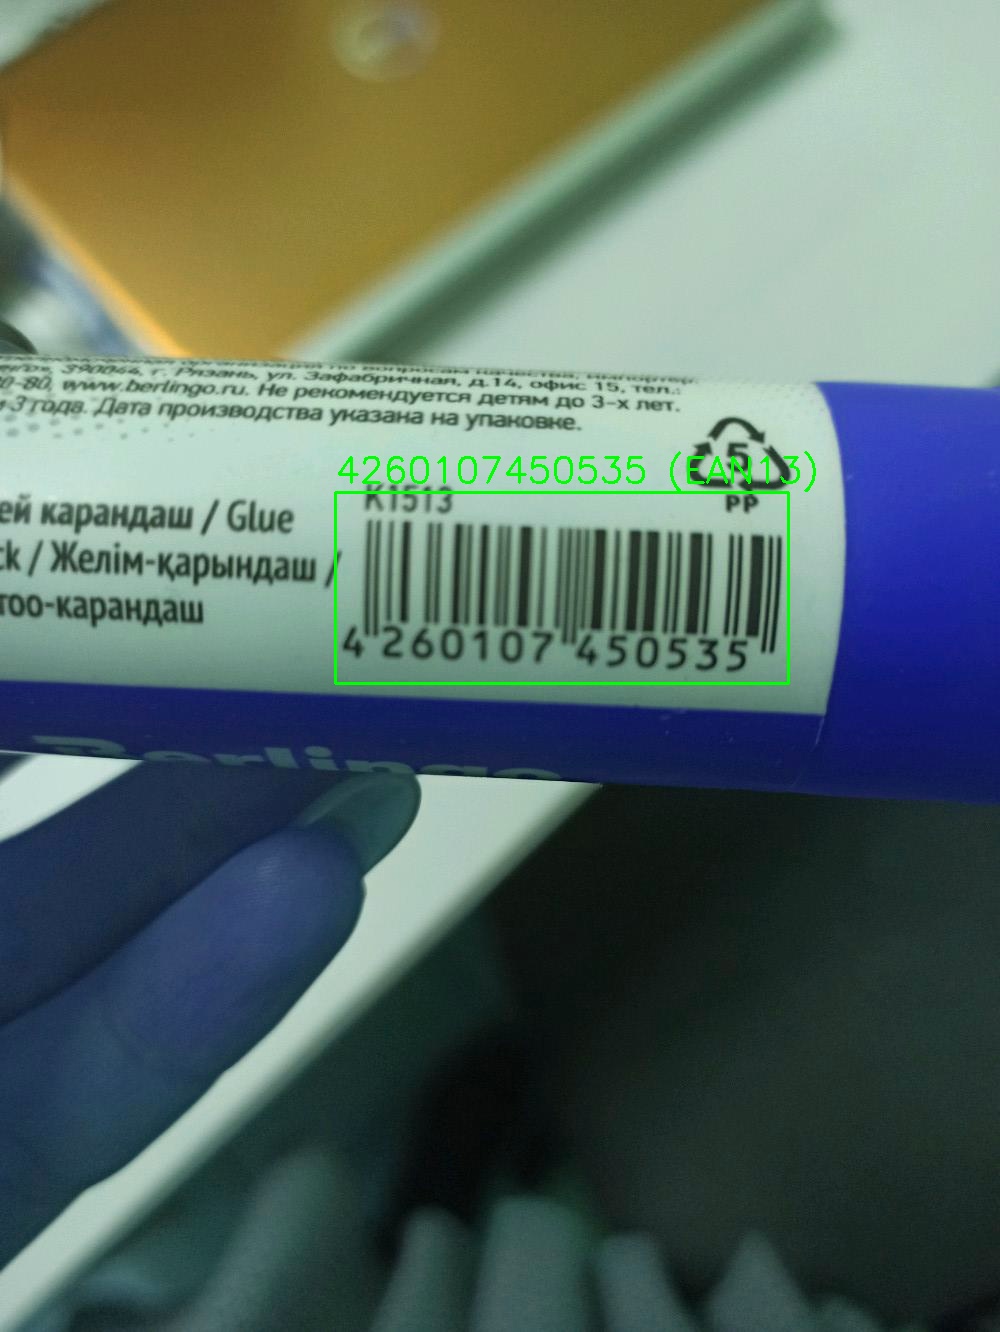 390044, г. Рязань, ул. Зафабричная, д.14, офис 15, тел.:
0-80, www.berlingo.ru. Не рекомендуется детям до 3-х лет.
3 года. Дата производства указана на упаковке.
5
PP
4260107450535 (EAN13)
K1513
ей карандаш / Glue
ck / Желім-қарындаш /
тоо-карандаш
4 260107 450535
Berlingo